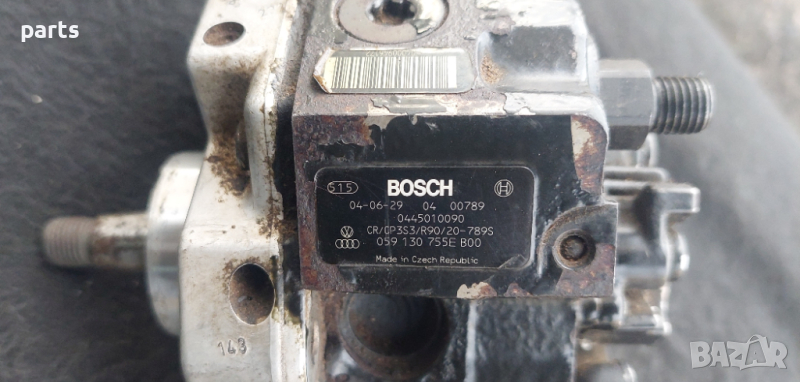 parts
515
BOSCH
04-06-29 04 00789
0445010090
CR/CP3S3/R90/20-789S
059 130 755E B00
Made in Czech Republic
143
BAZAR